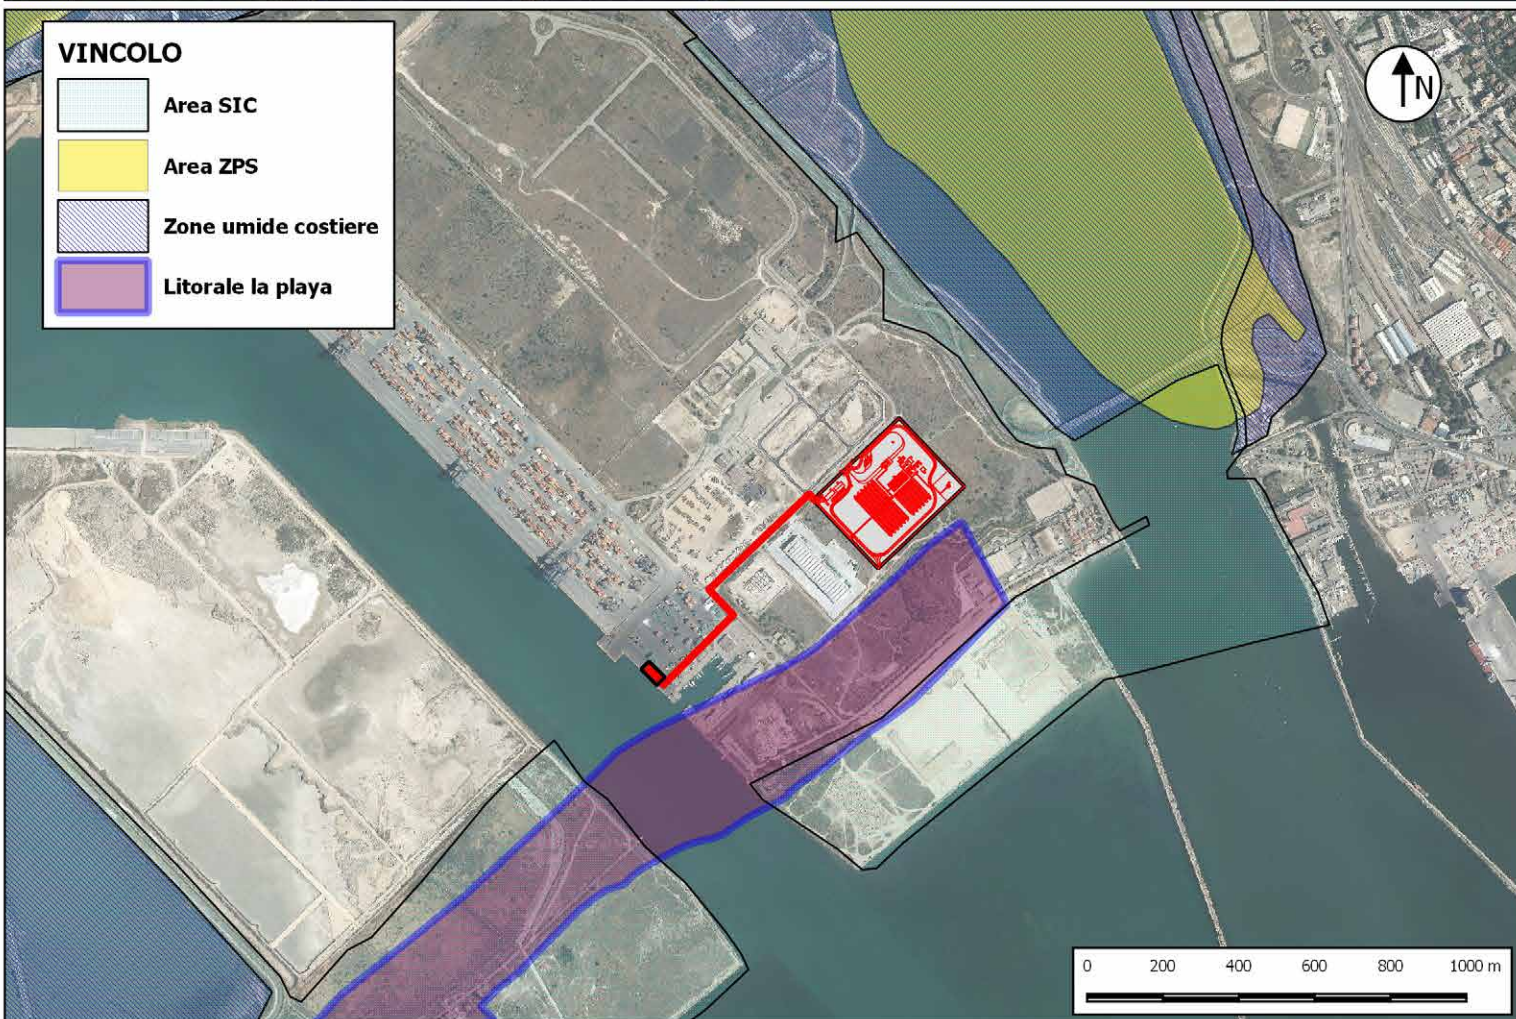 VINCOLO
Area SIC
Area ZPS
Zone umide costiere
Litorale la playa
N
0 200 400 600 800 1000 m